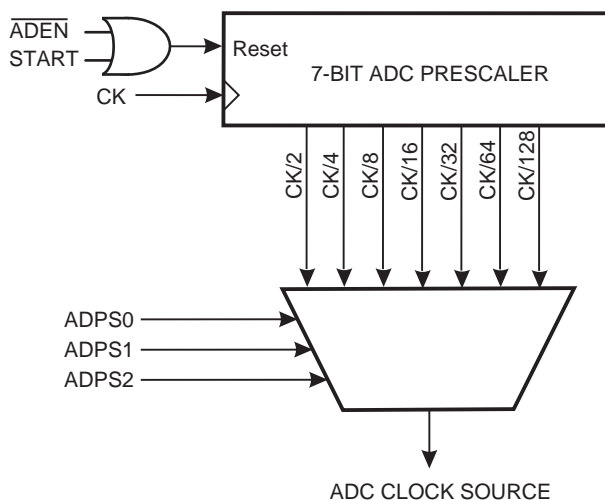 ADEN
START
Reset
7-BIT ADC PRESCALER
CK
CK/2
CK/4
CK/8
CK/16
CK/32
CK/64
CK/128
ADPS0
ADPS1
ADPS2
ADC CLOCK SOURCE